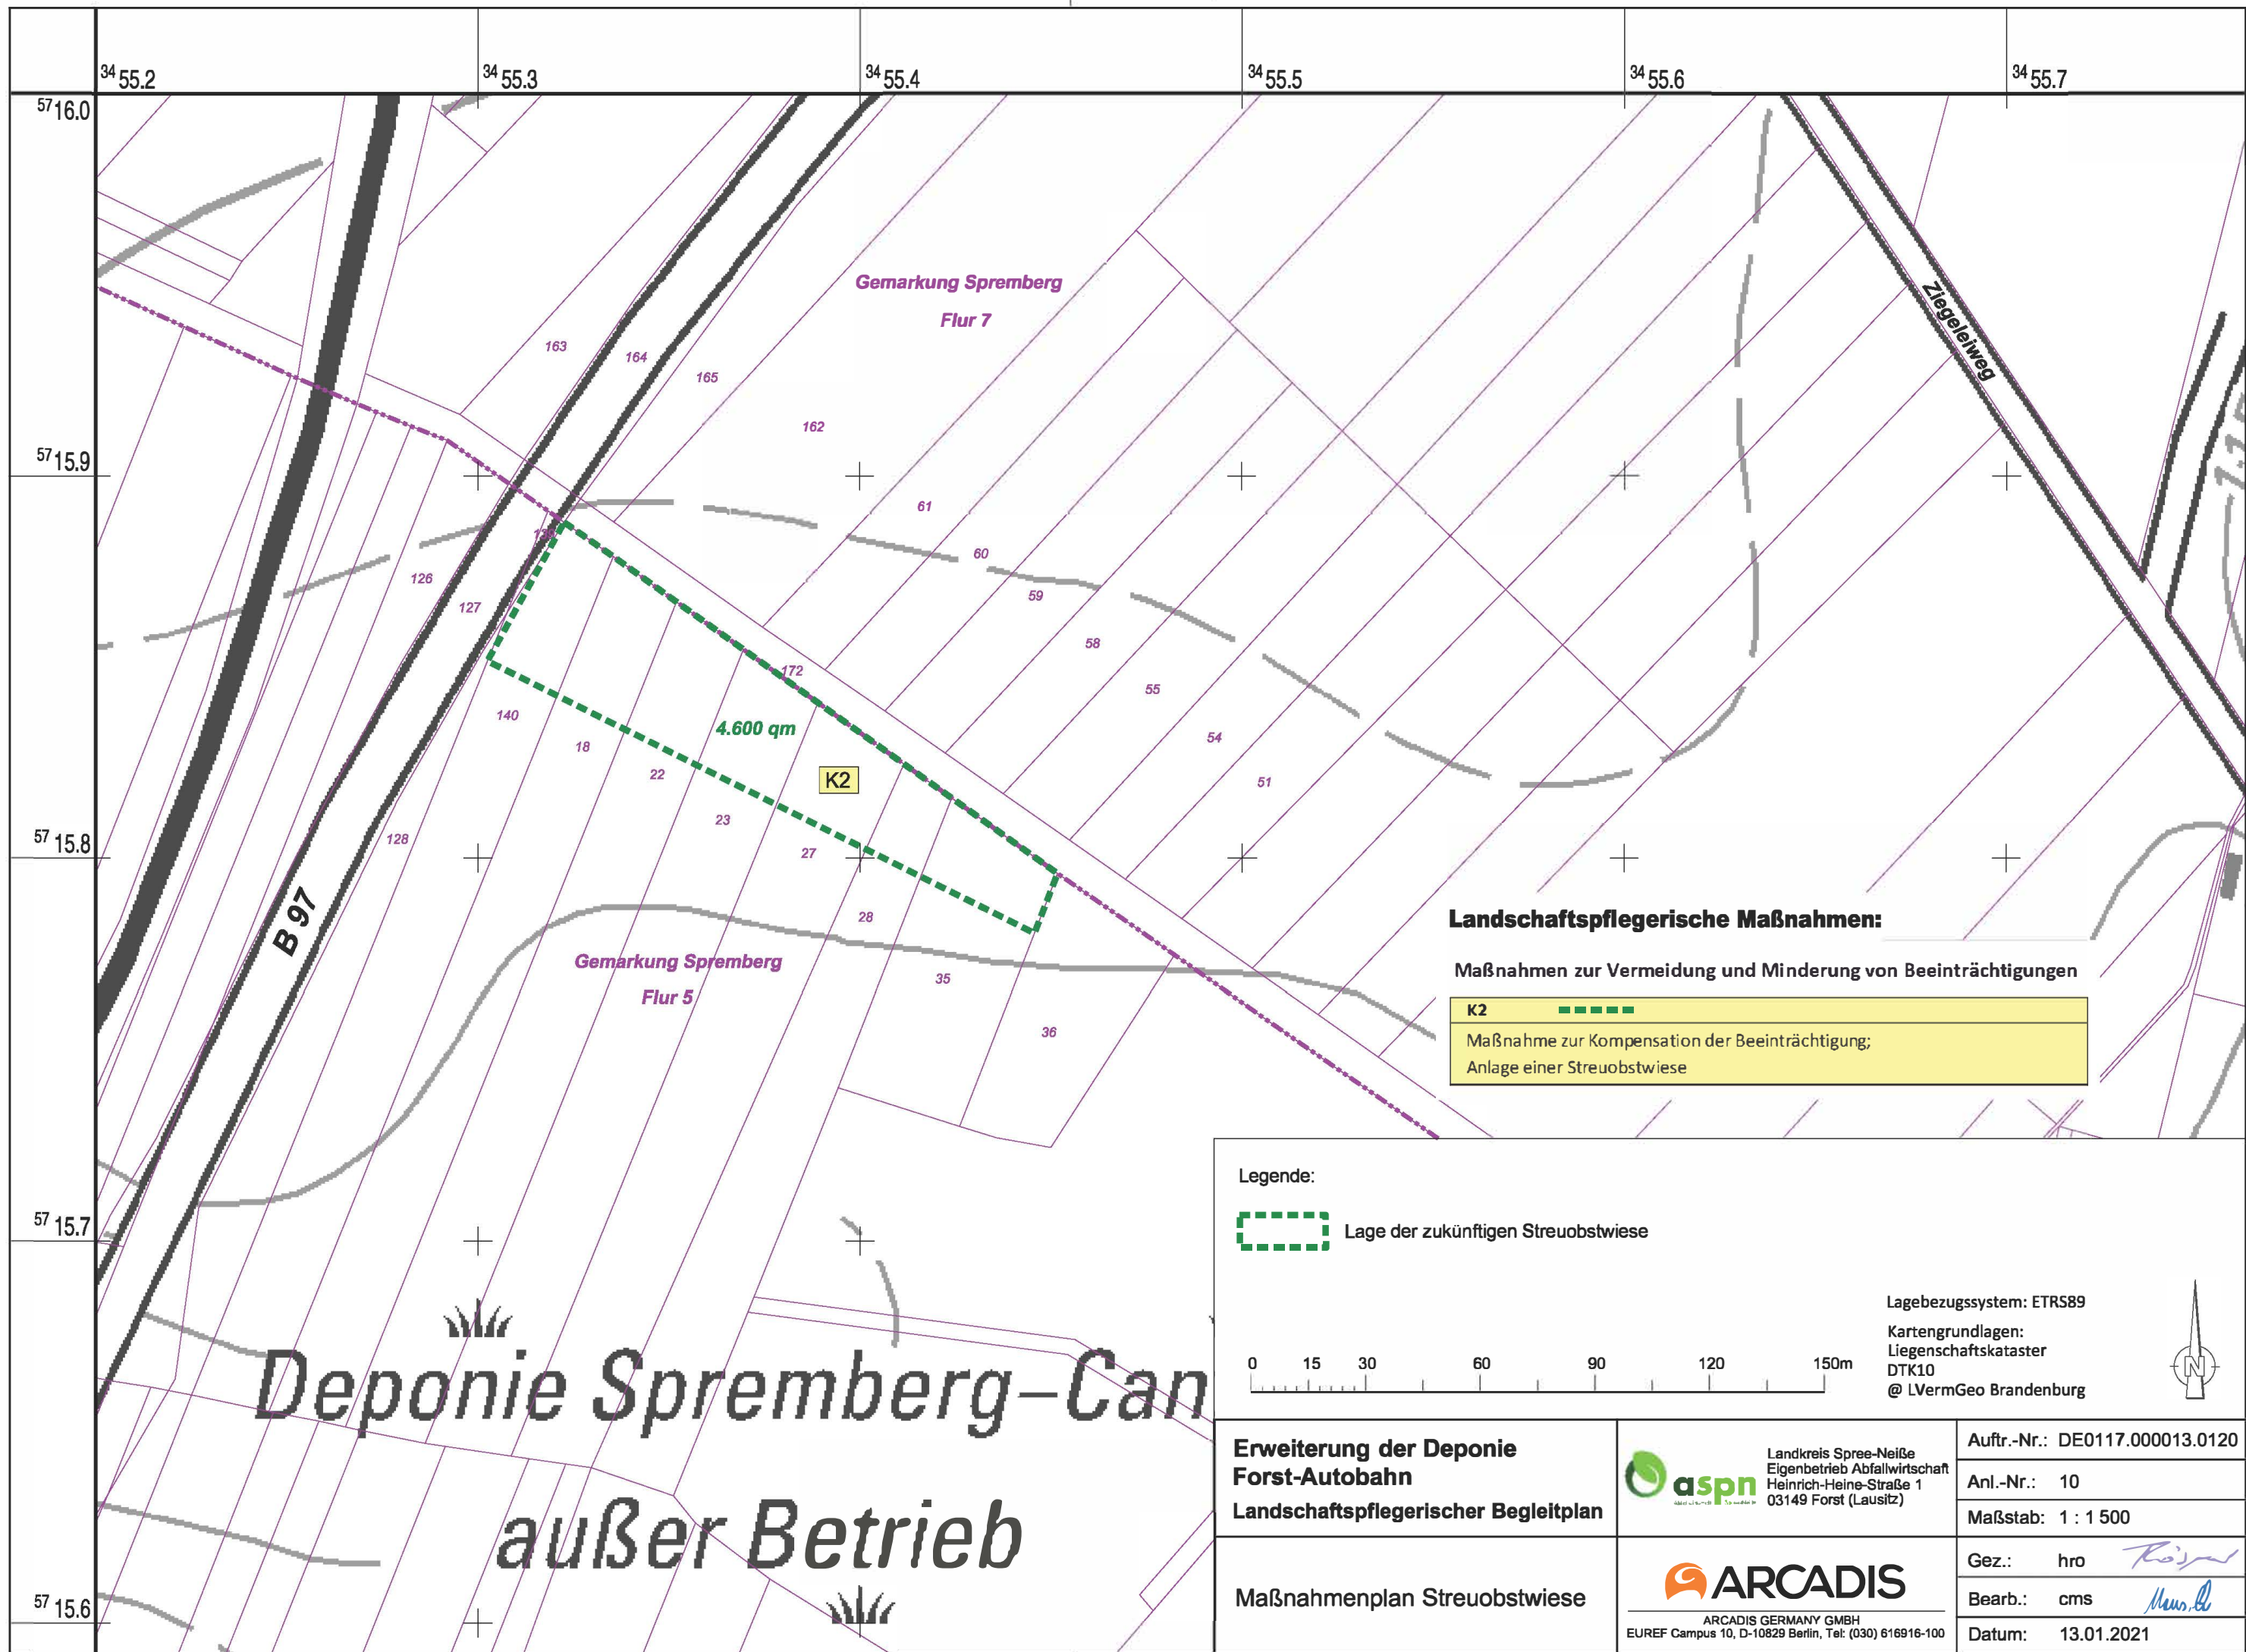 34 55.2
34 55.3
34 55.4
34 55.5
34 55.6
34 55.7
57 16.0
57 15.9
57 15.8
57 15.7
57 15.6
Gemarkung Spremberg
Flur 7
163
164
165
162
61
60
59
58
55
54
51
126
127
172
140
18
22
23
27
28
35
36
128
4.600 qm
K2
B 97
Ziegeleiweg
Gemarkung Spremberg
Flur 5
Deponie Spremberg–Can
außer Betrieb
Landschaftspflegerische Maßnahmen:
Maßnahmen zur Vermeidung und Minderung von Beeinträchtigungen
K2
Maßnahme zur Kompensation der Beeinträchtigung;
Anlage einer Streuobstwiese
Legende:
Lage der zukünftigen Streuobstwiese
0 15 30 60 90 120 150m
Lagebezugssystem: ETRS89
Kartengrundlagen:
Liegenschaftskataster
DTK10
@ LVermGeo Brandenburg
N
Erweiterung der Deponie
Forst-Autobahn
Landschaftspflegerischer Begleitplan
Maßnahmenplan Streuobstwiese
aspn
Landkreis Spree-Neiße
Eigenbetrieb Abfallwirtschaft
Heinrich-Heine-Straße 1
03149 Forst (Lausitz)
ARCADIS
ARCADIS GERMANY GMBH
EUREF Campus 10, D-10829 Berlin, Tel: (030) 616916-100
Auftr.-Nr.: DE0117.000013.0120
Anl.-Nr.: 10
Maßstab: 1 : 1 500
Gez.: hro
Bearb.: cms
Datum: 13.01.2021